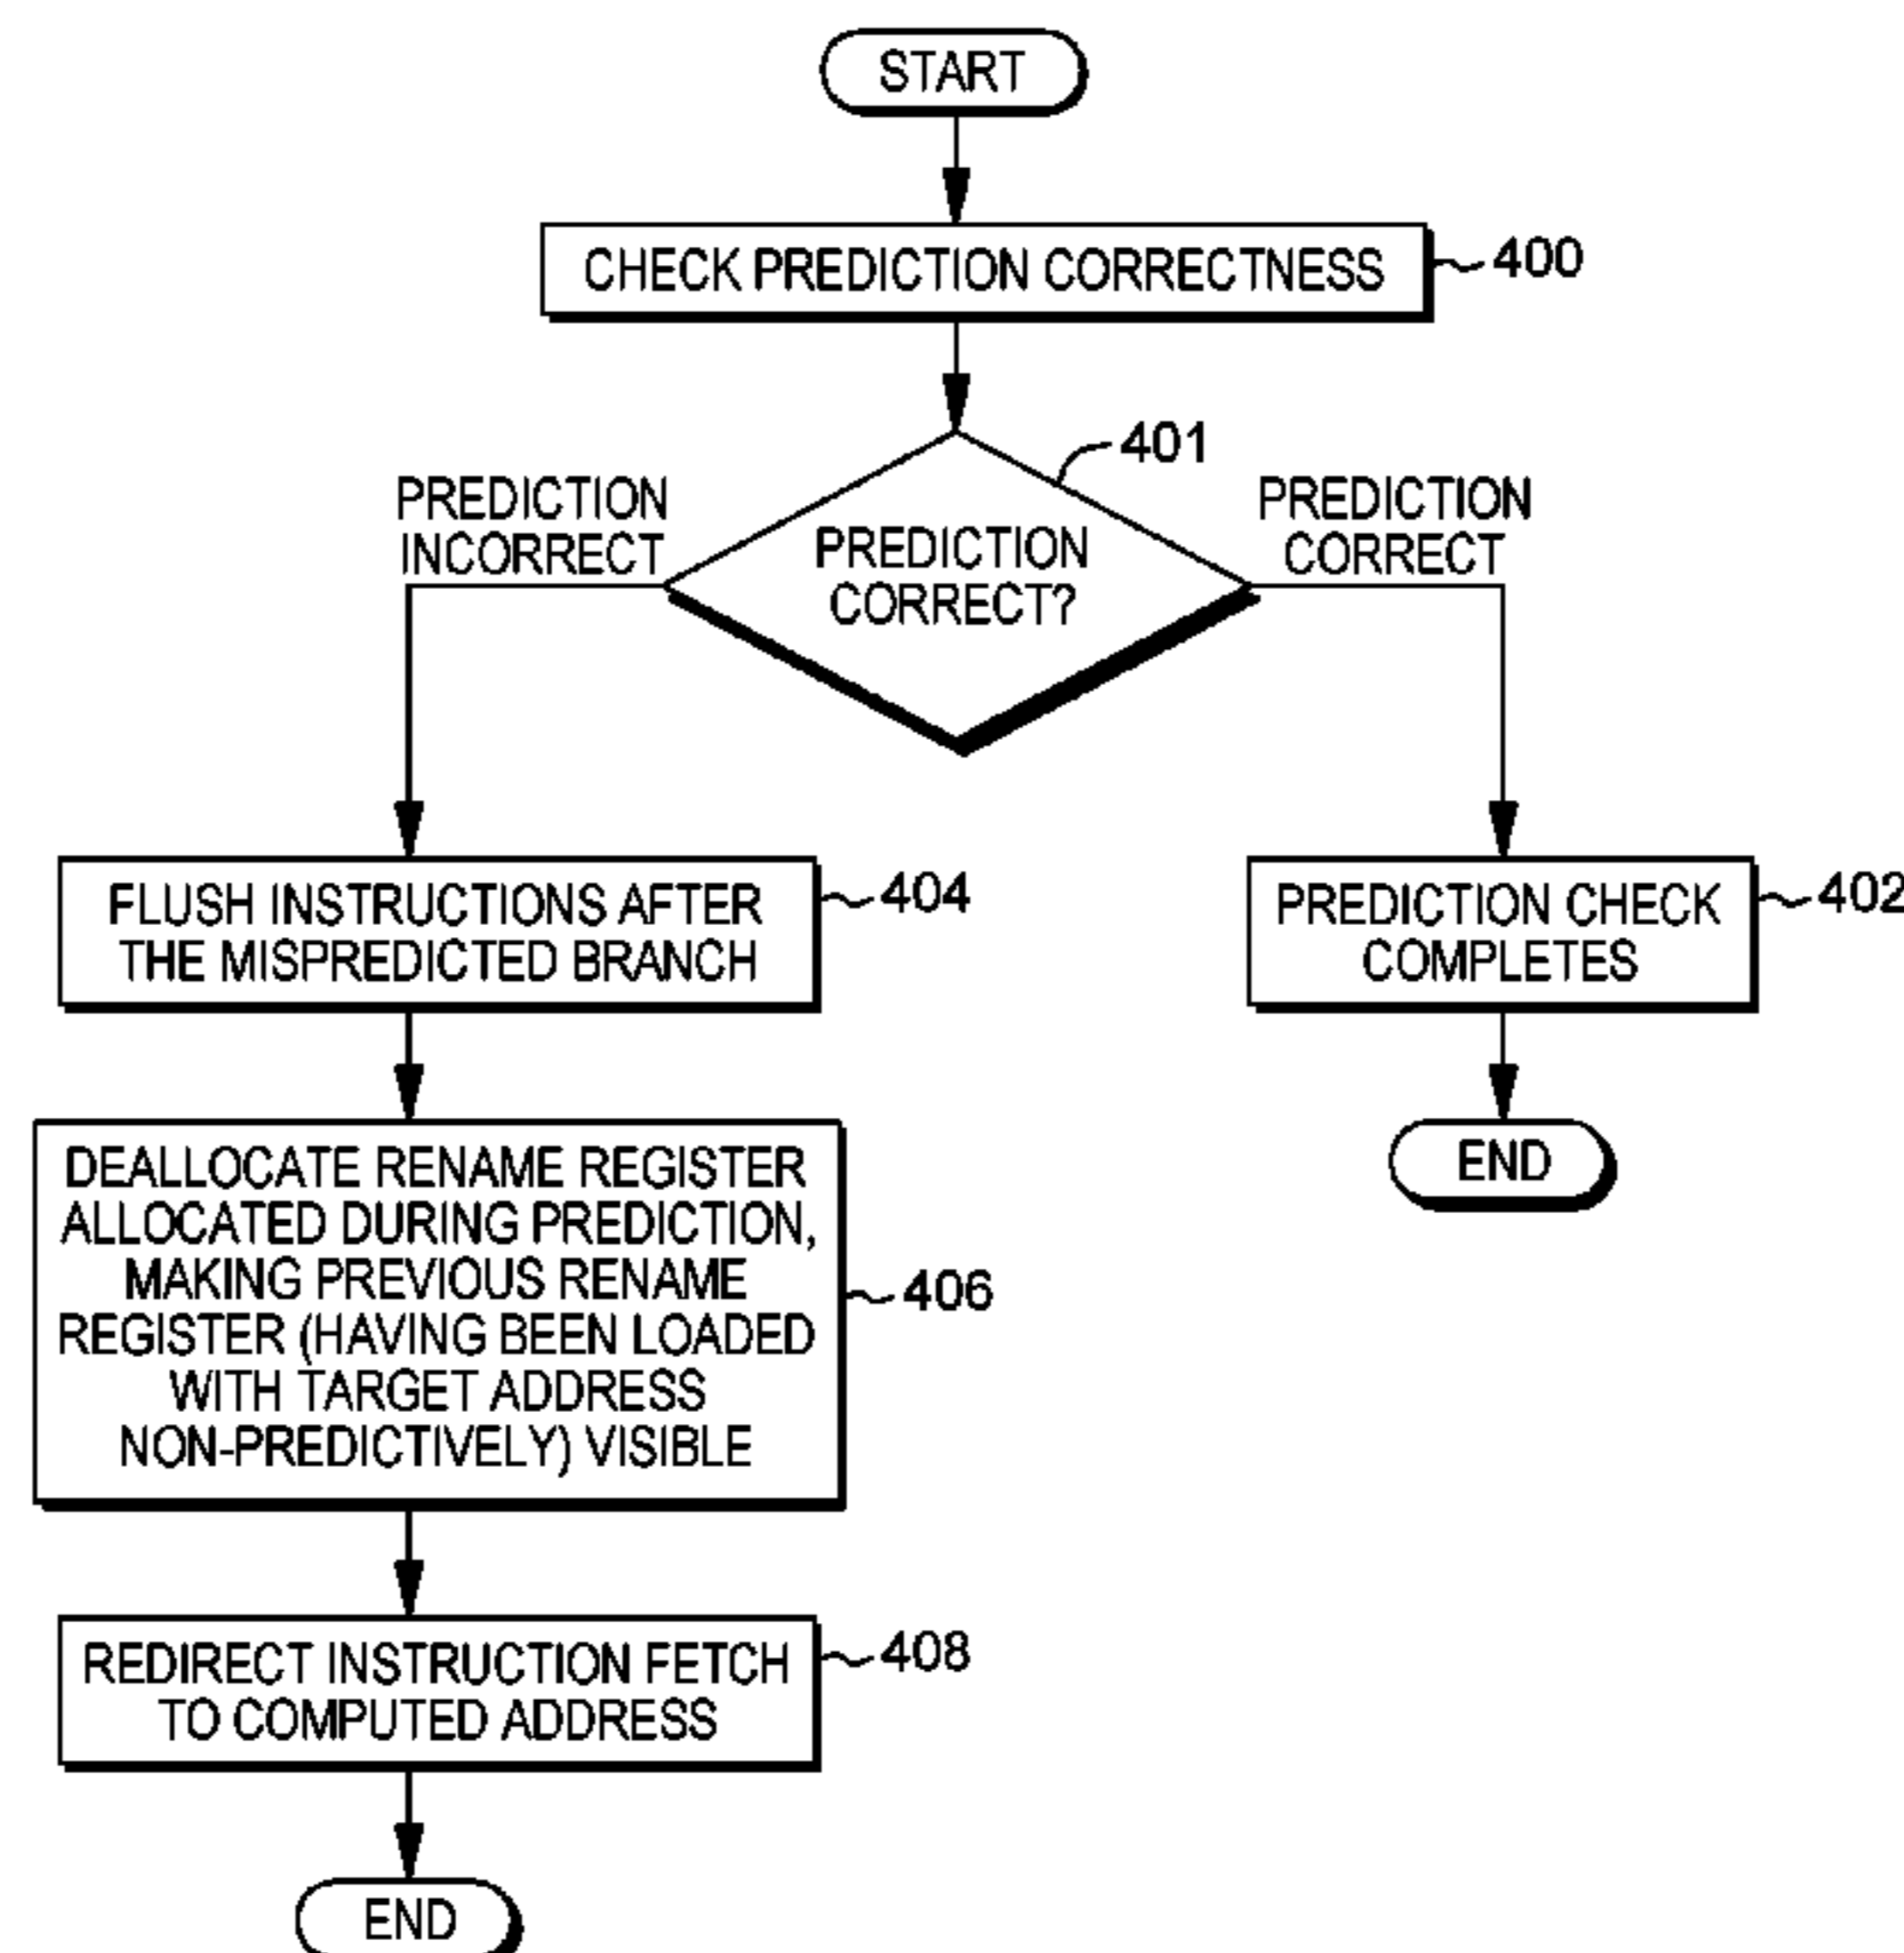 START
CHECK PREDICTION CORRECTNESS
400
401
PREDICTION
INCORRECT
PREDICTION
CORRECT?
PREDICTION
CORRECT
FLUSH INSTRUCTIONS AFTER
THE MISPREDICTED BRANCH
404
PREDICTION CHECK
COMPLETES
402
END
DEALLOCATE RENAME REGISTER
ALLOCATED DURING PREDICTION,
MAKING PREVIOUS RENAME
REGISTER (HAVING BEEN LOADED
WITH TARGET ADDRESS
NON-PREDICTIVELY) VISIBLE
406
REDIRECT INSTRUCTION FETCH
TO COMPUTED ADDRESS
408
END